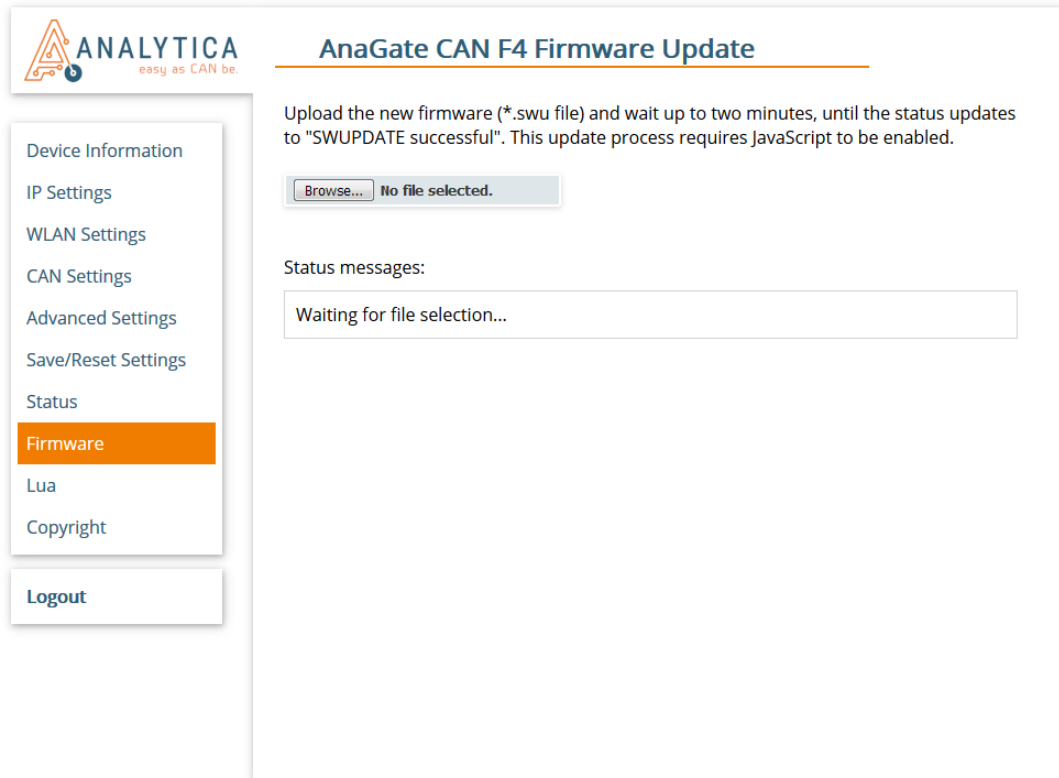 ANALYTICA
easy as CAN be.
AnaGate CAN F4 Firmware Update
Upload the new firmware (*.swu file) and wait up to two minutes, until the status updates
to "SWUPDATE successful". This update process requires JavaScript to be enabled.
Browse... No file selected.
Status messages:
Waiting for file selection...
Device Information
IP Settings
WLAN Settings
CAN Settings
Advanced Settings
Save/Reset Settings
Status
Firmware
Lua
Copyright
Logout